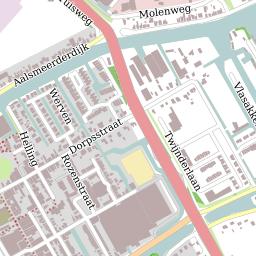 Molenweg
Aalsmeerderdijk
Werven
Helling
Dorpsstraat
Rozenstraat
Twijnderlaan